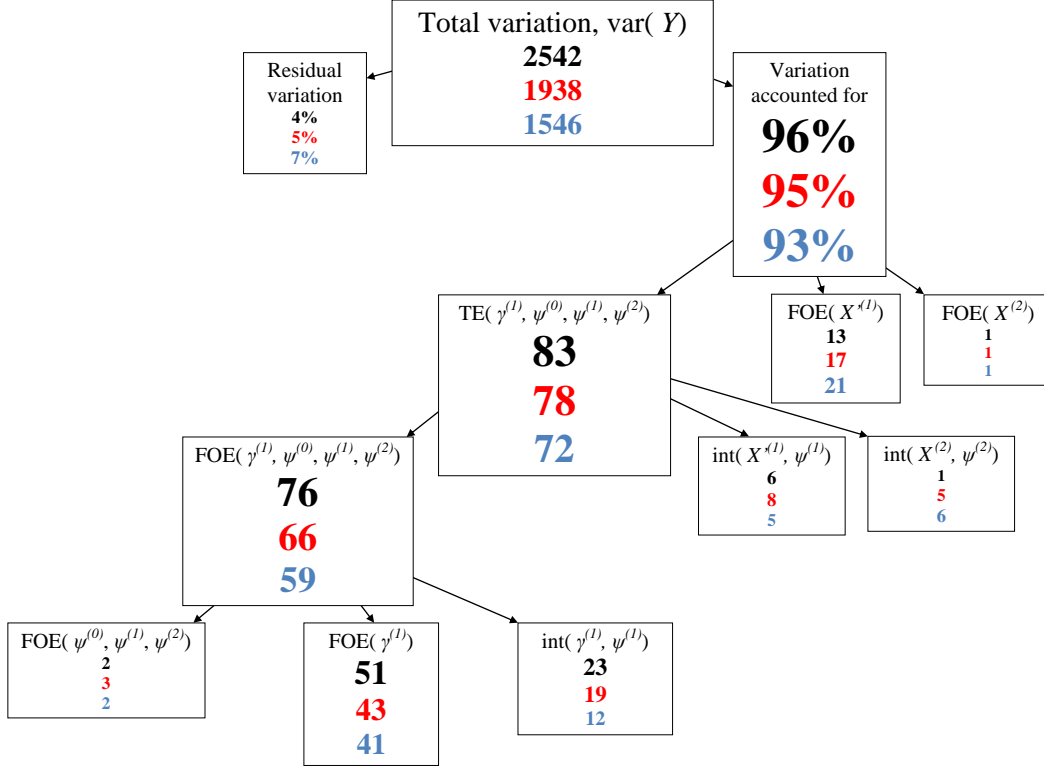 Total variation, var( Y)
2542
1938
1546
Residual
variation
4%
5%
7%
Variation
accounted for
96%
95%
93%
TE( γ⁽¹⁾, ψ⁽⁰⁾, ψ⁽¹⁾, ψ⁽²⁾)
83
78
72
FOE( X′⁽¹⁾)
13
17
21
FOE( X⁽²⁾)
1
1
1
FOE( γ⁽¹⁾, ψ⁽⁰⁾, ψ⁽¹⁾, ψ⁽²⁾)
76
66
59
int( X′⁽¹⁾, ψ⁽¹⁾)
6
8
5
int( X⁽²⁾, ψ⁽²⁾)
1
5
6
FOE( ψ⁽⁰⁾, ψ⁽¹⁾, ψ⁽²⁾)
2
3
2
FOE( γ⁽¹⁾)
51
43
41
int( γ⁽¹⁾, ψ⁽¹⁾)
23
19
12